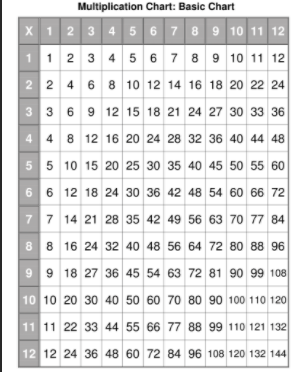 Multiplication Chart: Basic Chart
X 1 2 3 4 5 6 7 8 9 10 11 12
1 1 2 3 4 5 6 7 8 9 10 11 12
2 2 4 6 8 10 12 14 16 18 20 22 24
3 3 6 9 12 15 18 21 24 27 30 33 36
4 4 8 12 16 20 24 28 32 36 40 44 48
5 5 10 15 20 25 30 35 40 45 50 55 60
6 6 12 18 24 30 36 42 48 54 60 66 72
7 7 14 21 28 35 42 49 56 63 70 77 84
8 8 16 24 32 40 48 56 64 72 80 88 96
9 9 18 27 36 45 54 63 72 81 90 99 108
10 10 20 30 40 50 60 70 80 90 100 110 120
11 11 22 33 44 55 66 77 88 99 110 121 132
12 12 24 36 48 60 72 84 96 108 120 132 144